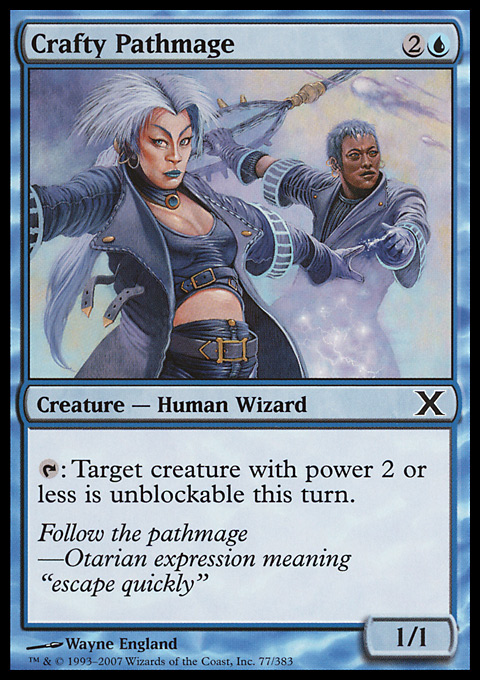 Crafty Pathmage 2
Creature — Human Wizard X
: Target creature with power 2 or
less is unblockable this turn.
Follow the pathmage
—Otarian expression meaning
“escape quickly”
1/1
Wayne England
™ & © 1993–2007 Wizards of the Coast, Inc. 77/383